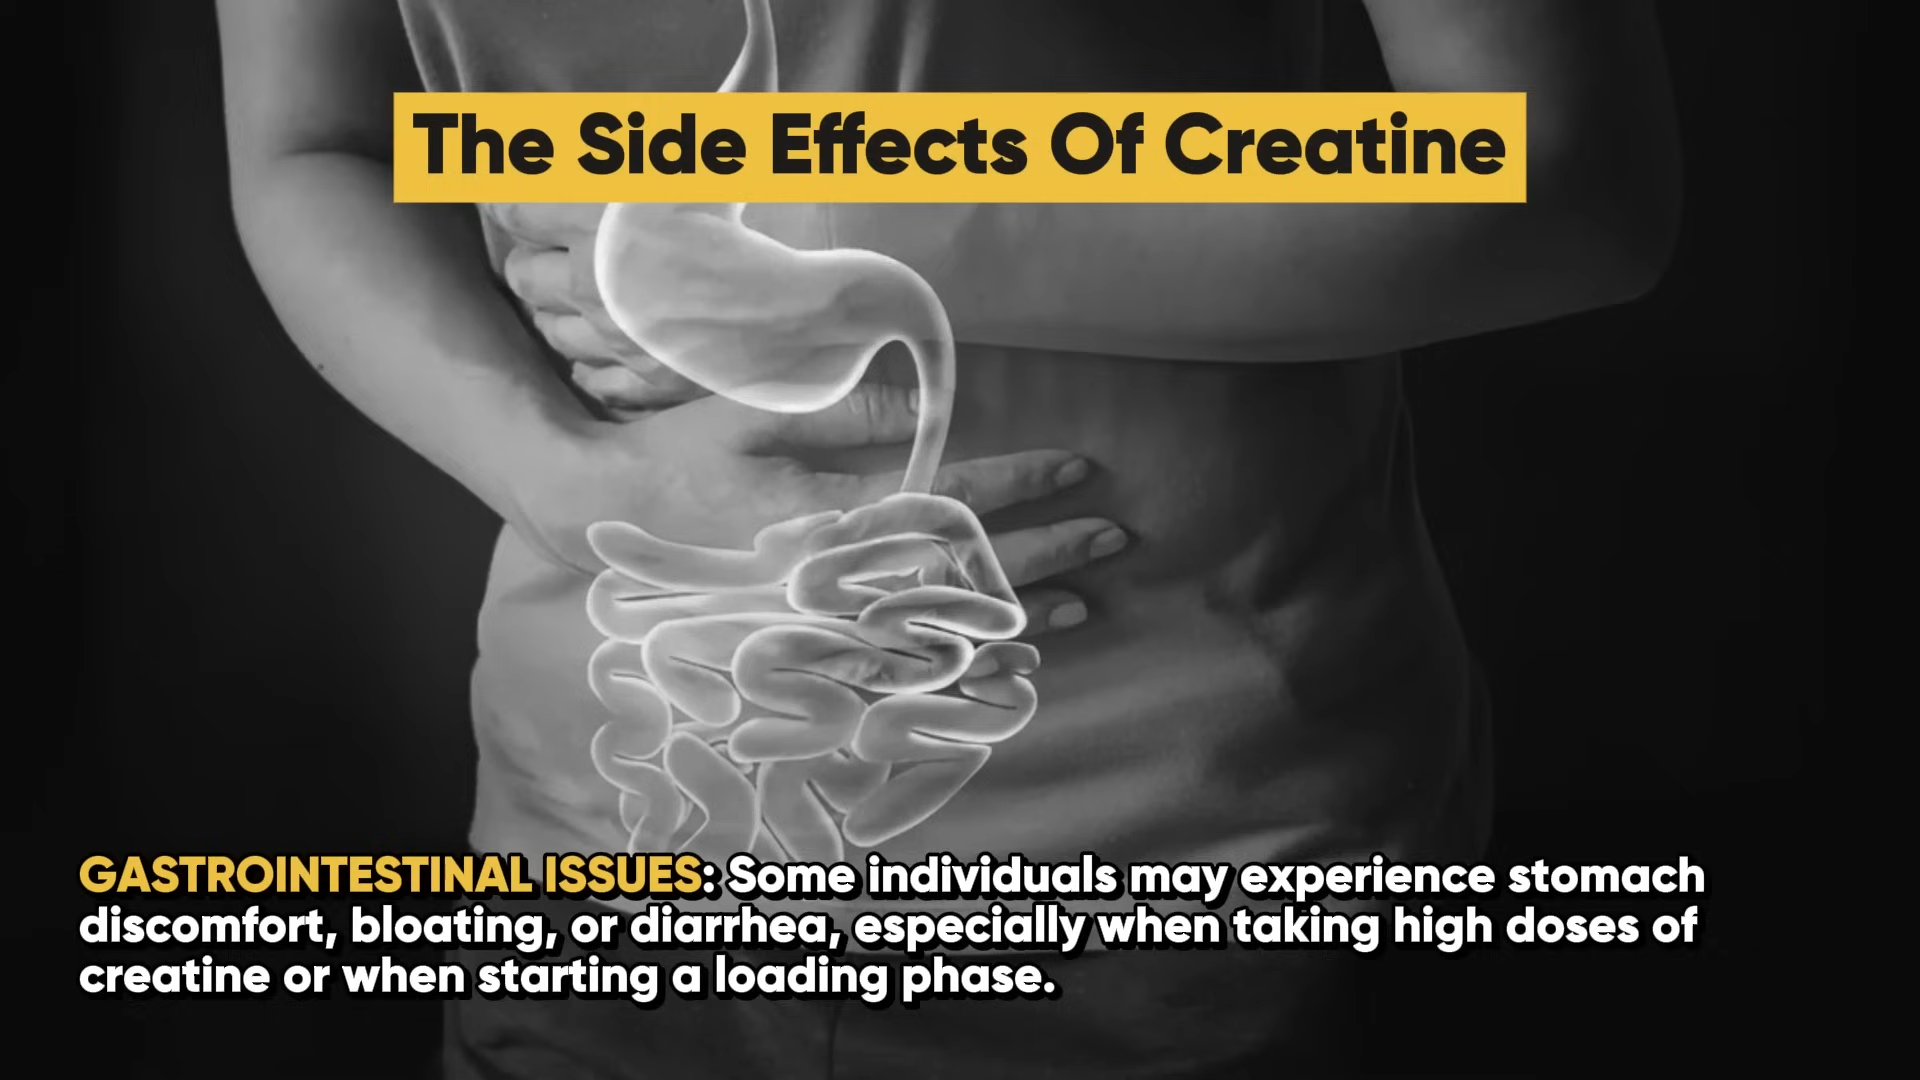 The Side Effects Of Creatine
GASTROINTESTINAL ISSUES: Some individuals may experience stomach
discomfort, bloating, or diarrhea, especially when taking high doses of
creatine or when starting a loading phase.